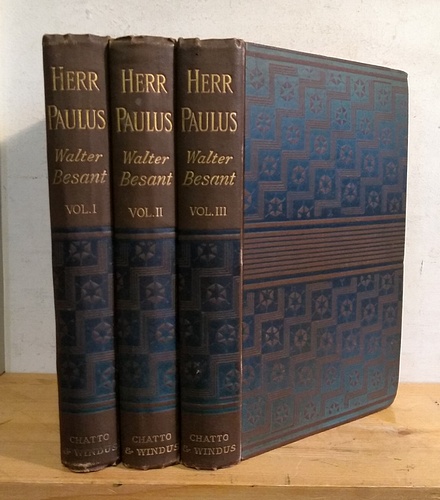 HERR
PAULUS
Walter
Besant
VOL. I
CHATTO
& WINDUS
HERR
PAULUS
Walter
Besant
VOL. II
CHATTO
& WINDUS
HERR
PAULUS
Walter
Besant
VOL. III
CHATTO
& WINDUS